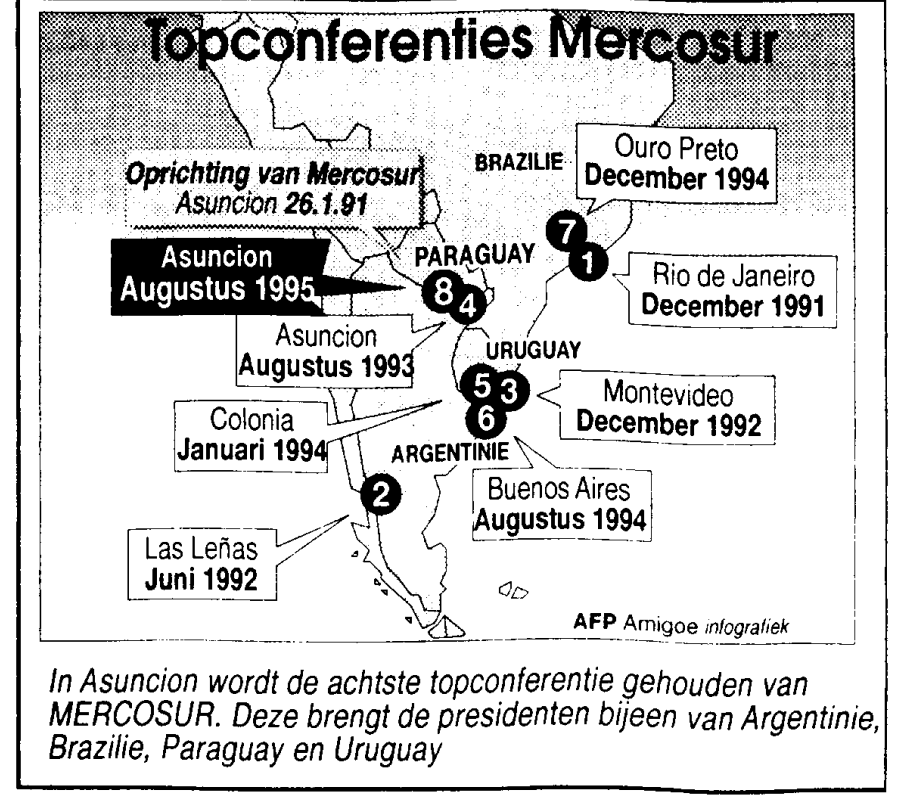 Topconferenties Mercosur
BRAZILIE
Ouro Preto
December 1994
Oprichting van Mercosur
Asuncion 26.1.91
7
1
Asuncion
Augustus 1995
PARAGUAY
8
4
Rio de Janeiro
December 1991
Asuncion
Augustus 1993
URUGUAY
5
3
6
Montevideo
December 1992
Colonia
Januari 1994
ARGENTINIE
2
Buenos Aires
Augustus 1994
Las Leñas
Juni 1992
AFP Amigoe infografiek
In Asuncion wordt de achtste topconferentie gehouden van
MERCOSUR. Deze brengt de presidenten bijeen van Argentinie,
Brazilie, Paraguay en Uruguay